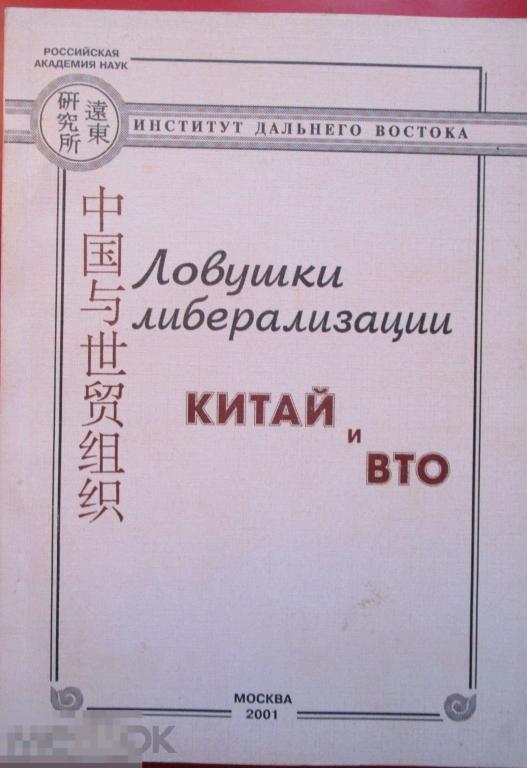 РОССИЙСКАЯ
АКАДЕМИЯ НАУК
遠東
研究所
ИНСТИТУТ ДАЛЬНЕГО ВОСТОКА
中国与世贸组织
Ловушки
либерализации
КИТАЙ
и
ВТО
МОСКВА
2001